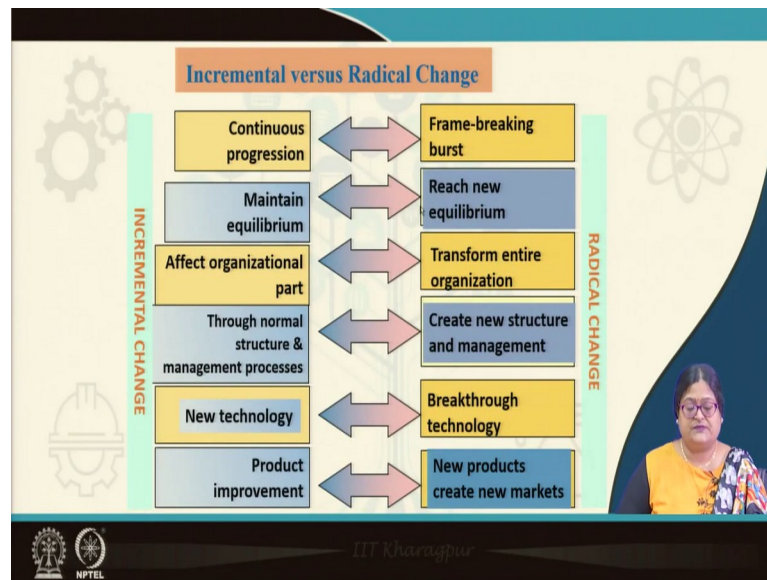 Incremental versus Radical Change
INCREMENTAL CHANGE
Continuous
progression
Frame-breaking
burst
Maintain
equilibrium
Reach new
equilibrium
Affect organizational
part
Transform entire
organization
Through normal
structure &
management processes
Create new structure
and management
New technology
Breakthrough
technology
Product
improvement
New products
create new markets
RADICAL CHANGE
NPTEL
IIT Kharagpur